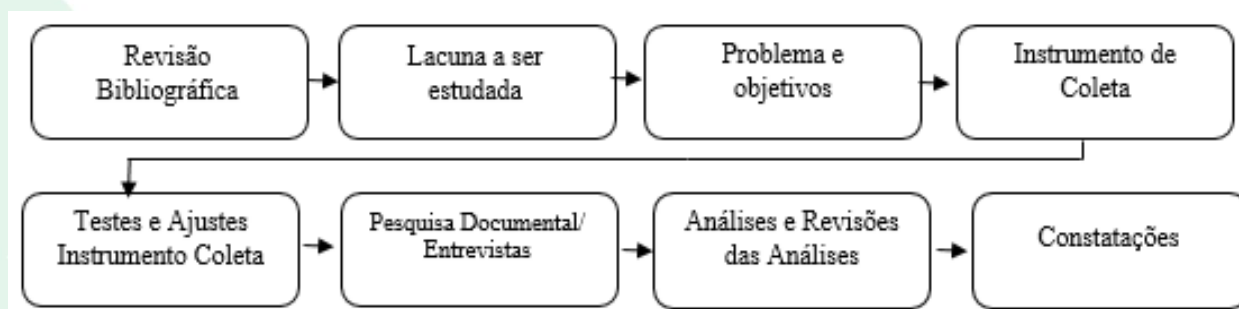 Revisão
Bibliográfica
Lacuna a ser
estudada
Problema e
objetivos
Instrumento de
Coleta
Testes e Ajustes
Instrumento Coleta
Pesquisa Documental/
Entrevistas
Análises e Revisões
das Análises
Constatações